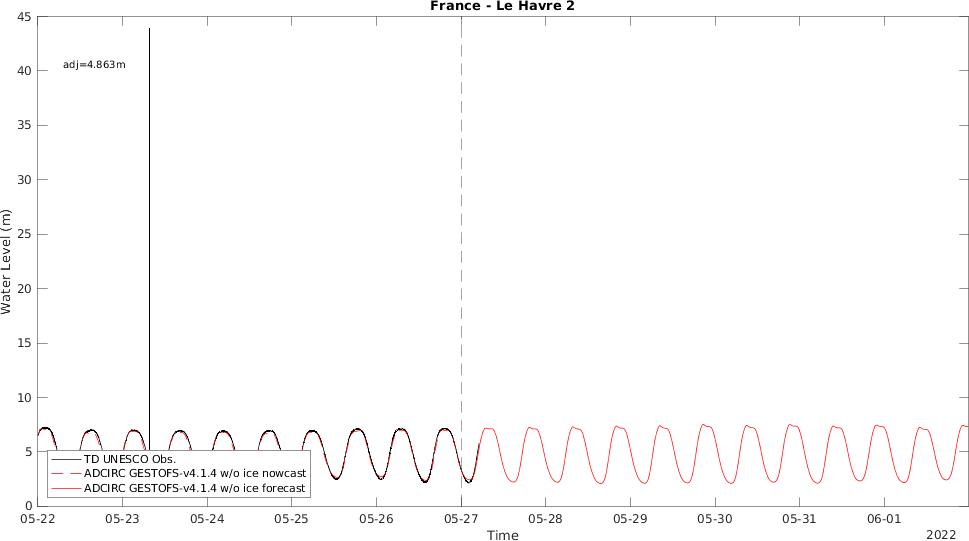 France - Le Havre 2
45
40
35
30
25
20
15
10
5
0
Water Level (m)
adj=4.863m
TD UNESCO Obs.
ADCIRC GESTOFS-v4.1.4 w/o ice nowcast
ADCIRC GESTOFS-v4.1.4 w/o ice forecast
05-22 05-23 05-24 05-25 05-26 05-27 05-28 05-29 05-30 05-31 06-01
Time
2022